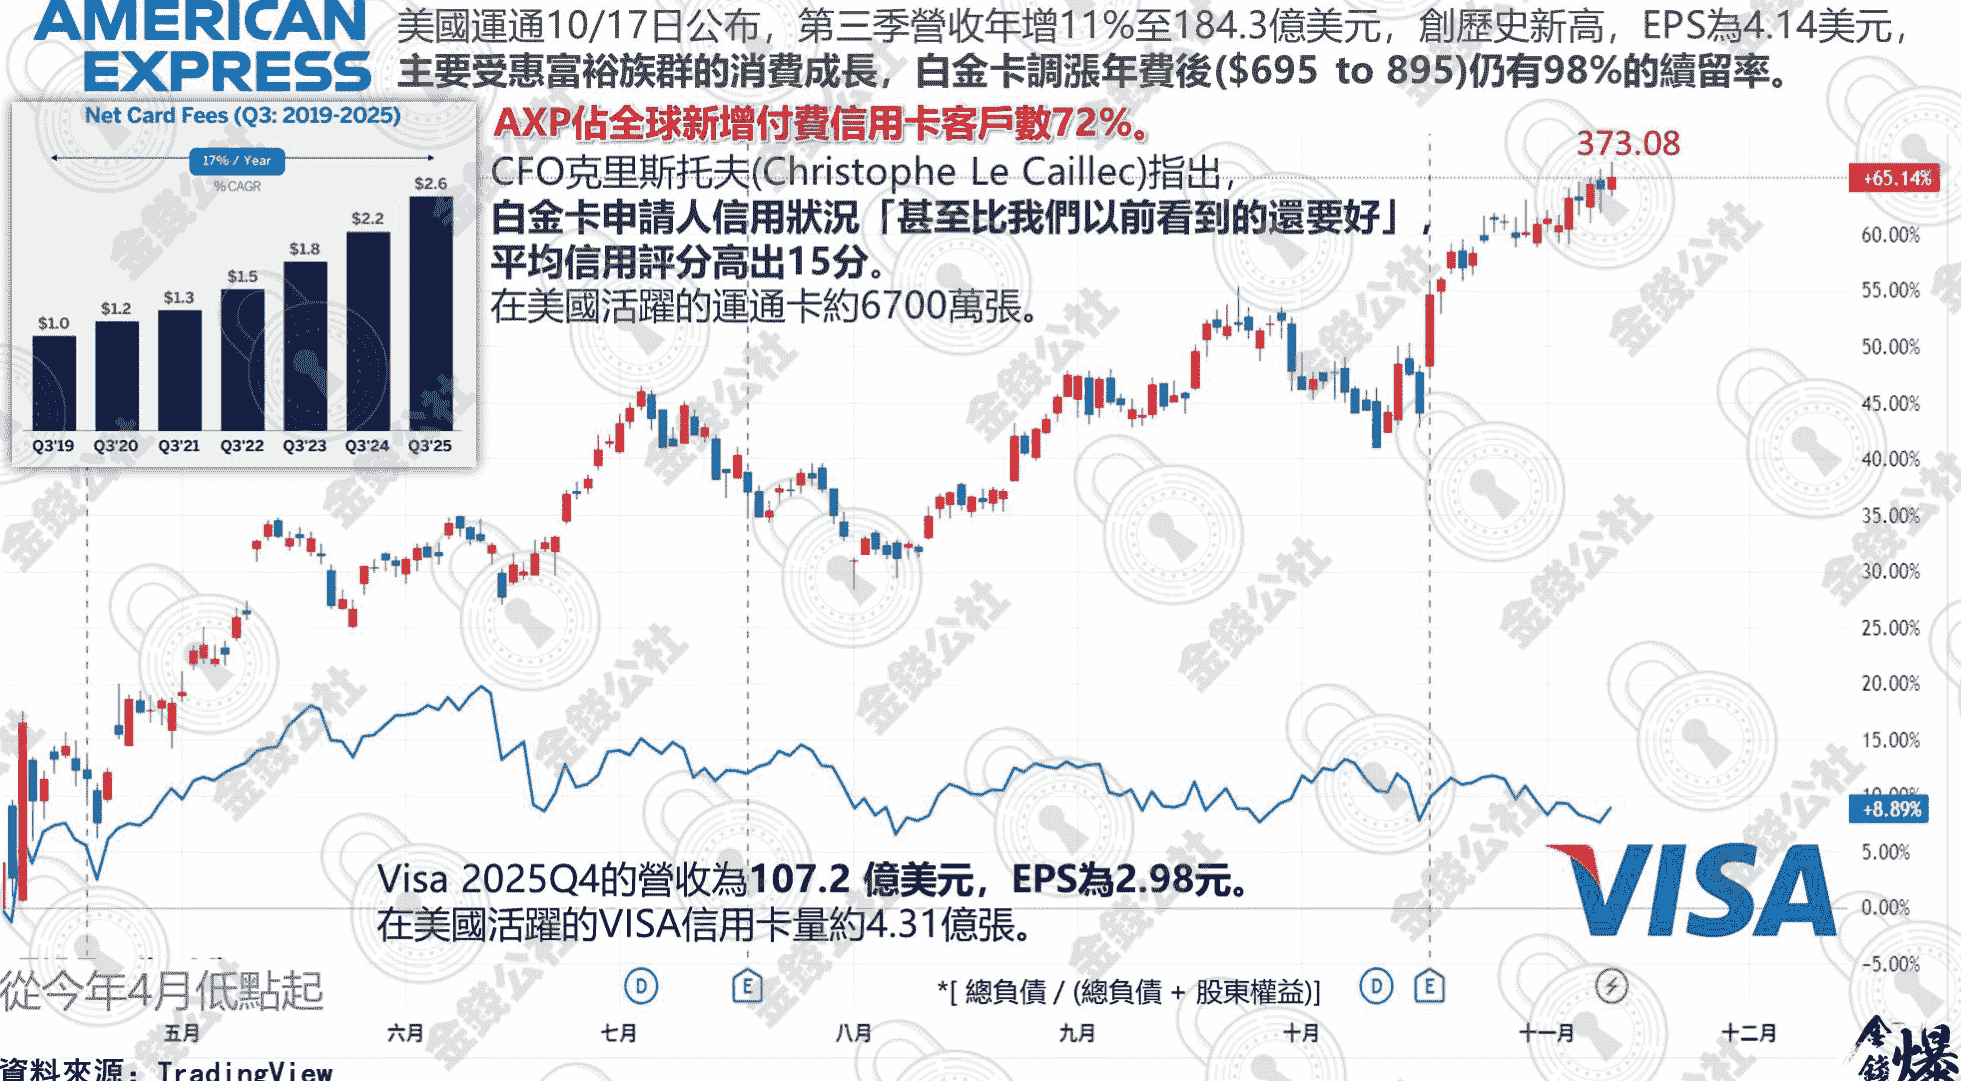 AMERICAN
EXPRESS
美國運通10/17日公布，第三季營收年增11%至184.3億美元，創歷史新高，EPS為4.14美元，
主要受惠富裕族群的消費成長，白金卡調漲年費後($695 to 895)仍有98%的續留率。
Net Card Fees (Q3: 2019-2025)
17% / Year
% CAGR
$1.0
$1.2
$1.3
$1.5
$1.8
$2.2
$2.6
Q3'19 Q3'20 Q3'21 Q3'22 Q3'23 Q3'24 Q3'25
AXP佔全球新增付費信用卡客戶數72%。
CFO克里斯托夫(Christophe Le Caillec)指出，
白金卡申請人信用狀況「甚至比我們以前看到的還要好」，
平均信用評分高出15分。
在美國活躍的運通卡約6700萬張。
373.08
+65.14%
60.00%
55.00%
50.00%
45.00%
40.00%
35.00%
30.00%
25.00%
20.00%
15.00%
10.00%
+8.89%
5.00%
0.00%
-5.00%
Visa 2025Q4的營收為107.2 億美元，EPS為2.98元。
在美國活躍的VISA信用卡量約4.31億張。
VISA
從今年4月低點起
D
E
*[ 總負債 / (總負債 + 股東權益)]
D
E
五月 六月 七月 八月 九月 十月 十一月 十二月
資料來源：TradingView
金錢爆
金錢公社